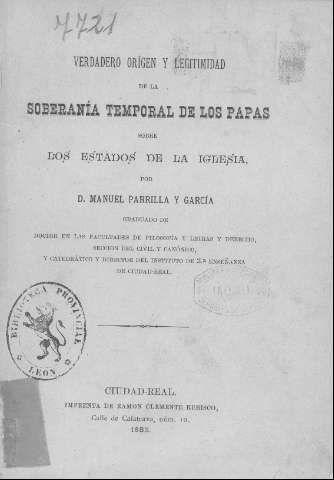 7721
VERDADERO ORÍGEN Y LEGITIMIDAD
DE LA
SOBERANÍA TEMPORAL DE LOS PAPAS
SOBRE
LOS ESTADOS DE LA IGLESIA,
POR
D. MANUEL PARRILLA Y GARCÍA
GRADUADO DE
DOCTOR EN LAS FACULTADES DE FILOSOFÍA Y LETRAS Y DERECHO,
SECCION DEL CIVIL Y CANÓNICO,
Y CATEDRÁTICO Y DIRECTOR DEL INSTITUTO DE 2.ª ENSEÑANZA
DE CIUDAD-REAL.
BIBLIOTECA PROVINCIAL
LEON
CIUDAD-REAL.
IMPRENTA DE RAMON CLEMENTE RUBISCO,
Calle de Calatrava, núm. 10.
1882.